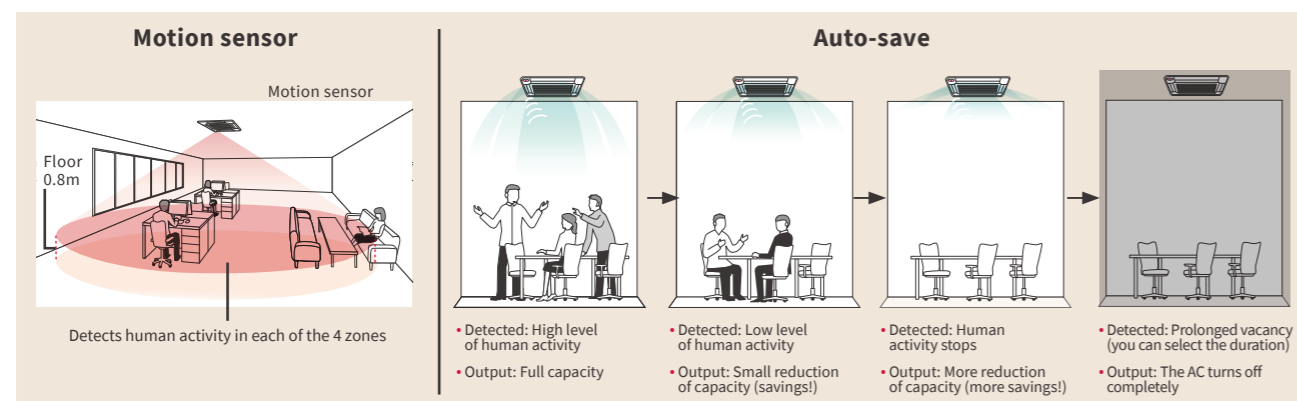 Motion sensor
Motion sensor
Floor
0.8m
Detects human activity in each of the 4 zones
Auto-save
• Detected: High level
of human activity
• Output: Full capacity
• Detected: Low level
of human activity
• Output: Small reduction
of capacity (savings!)
• Detected: Human
activity stops
• Output: More reduction
of capacity (more savings!)
• Detected: Prolonged vacancy
(you can select the duration)
• Output: The AC turns off
completely